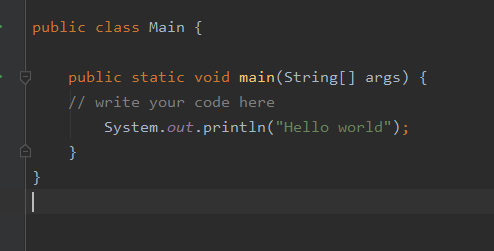 public class Main {
public static void main(String[] args) {
// write your code here
System.out.println("Hello world");
}
}